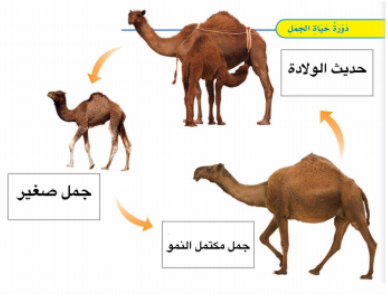 دورة حياة الجمل
حديث الولادة
جمل صغير
جمل مكتمل النمو